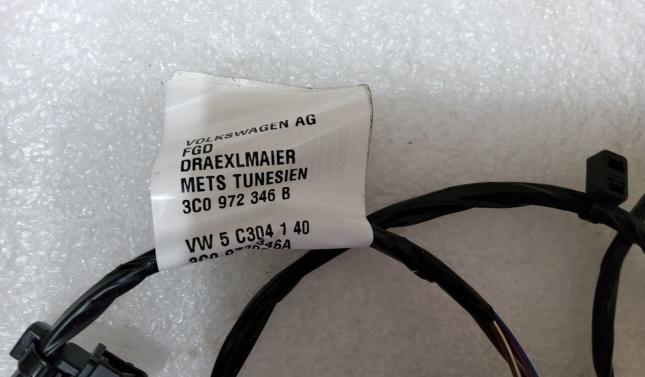 VOLKSWAGEN AG
FGD
DRAEXLMAIER
METS TUNESIEN
3C0 972 346 B
VW 5 C304 1 40